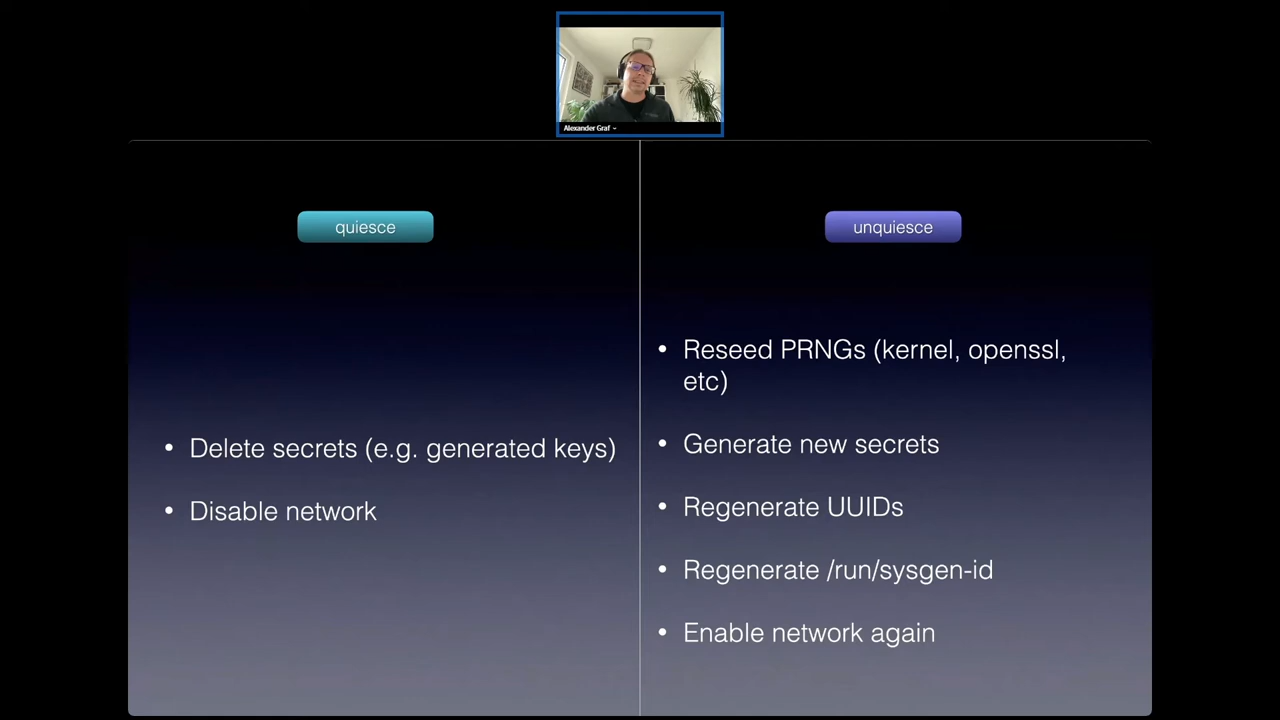 Alexander Graf
quiesce
• Delete secrets (e.g. generated keys)
• Disable network
unquiesce
• Reseed PRNGs (kernel, openssl,
etc)
• Generate new secrets
• Regenerate UUIDs
• Regenerate /run/sysgen-id
• Enable network again